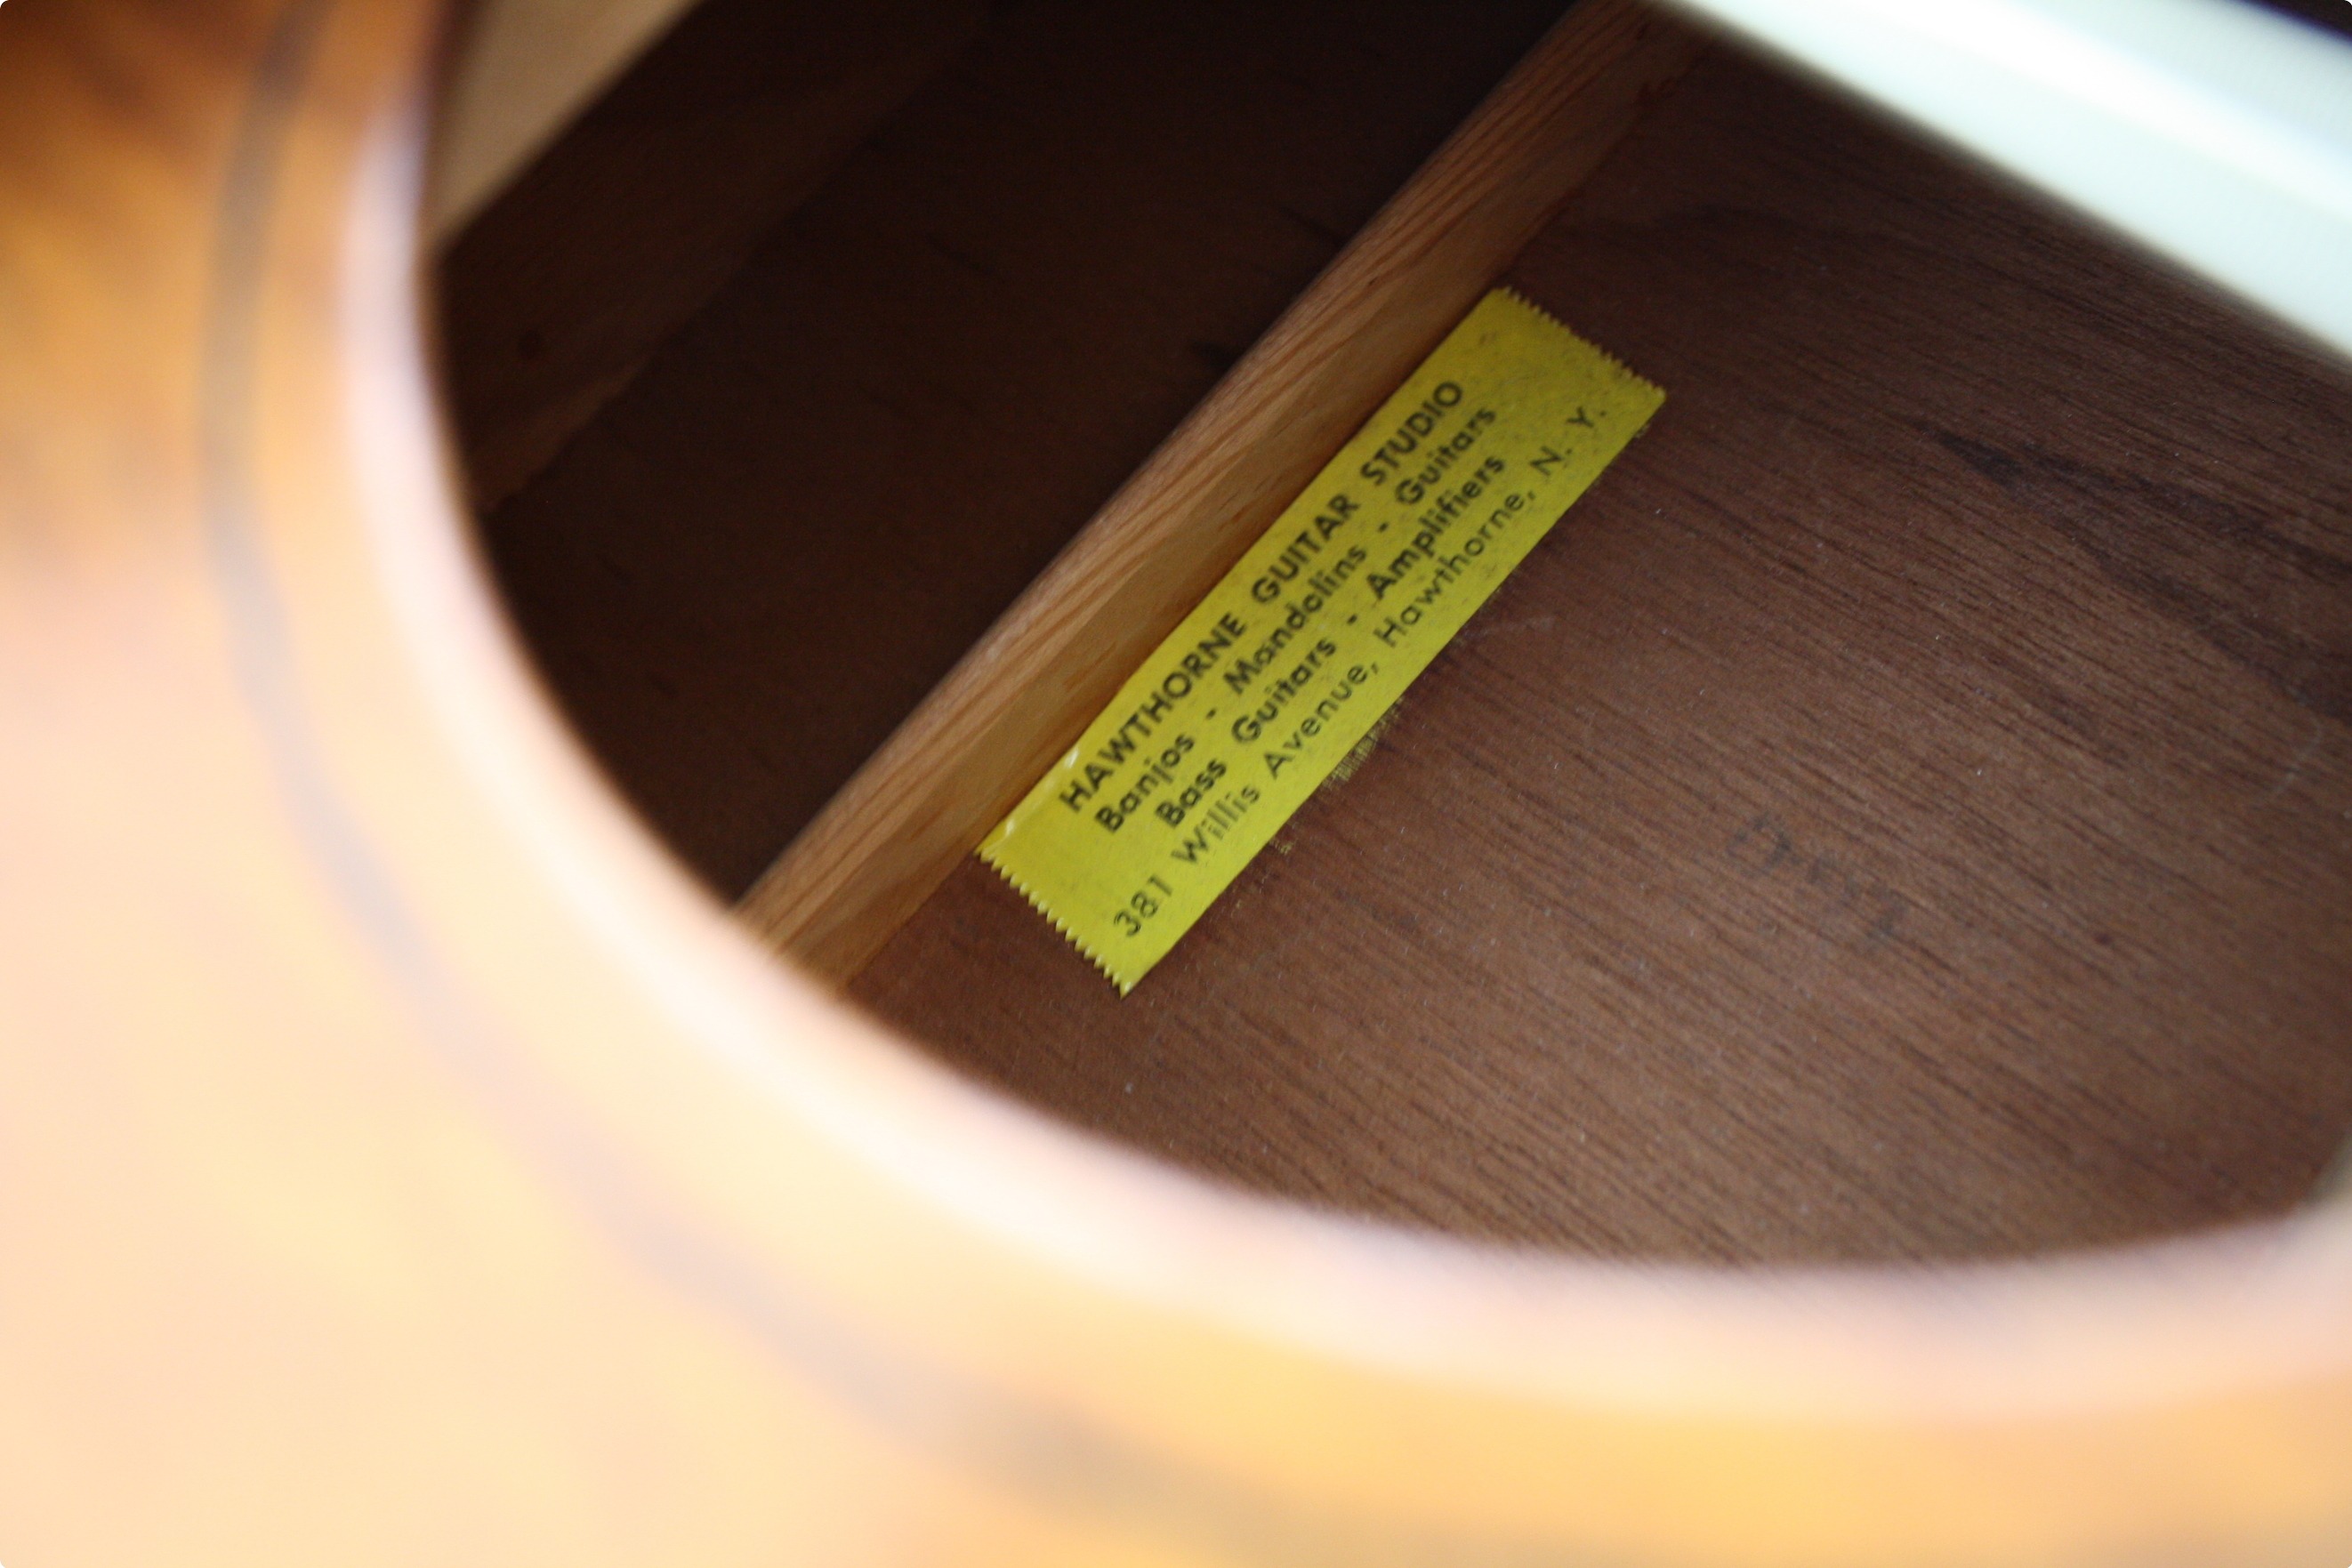 HAWTHORNE GUITAR STUDIO
Banjos - Mandolins - Guitars
Bass Guitars - Amplifiers
381 Willis Avenue, Hawthorne, N. Y.